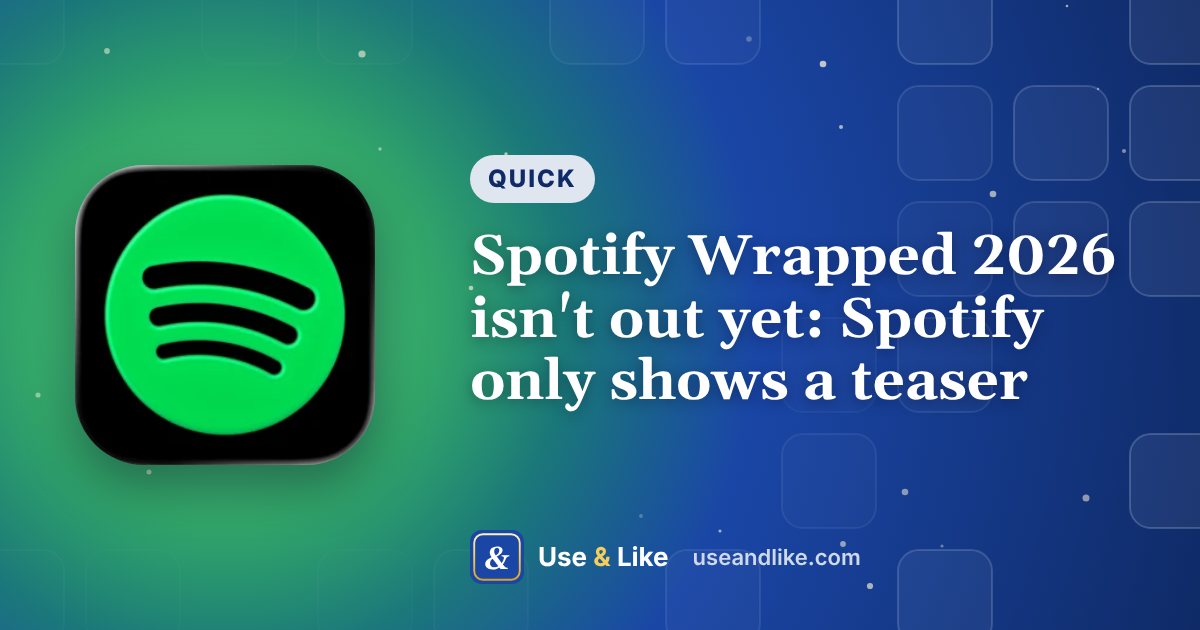 QUICK
Spotify Wrapped 2026
isn't out yet: Spotify
only shows a teaser
& Use & Like useandlike.com